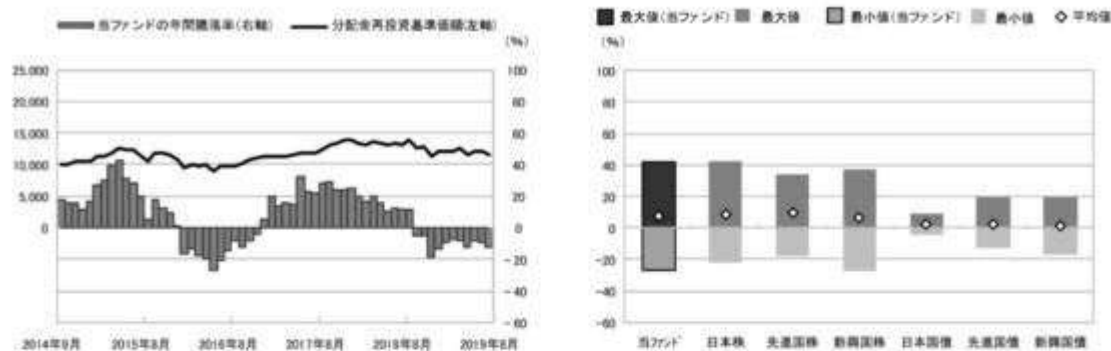 当ファンドの年間騰落率(右軸)
分配金再投資基準価額(左軸)
(%)
25,000
20,000
15,000
10,000
5,000
0
100
80
60
40
20
0
-20
-40
-60
2014年9月
2015年8月
2016年8月
2017年8月
2018年8月
2019年8月
最大値(当ファンド)
最大値
最小値(当ファンド)
最小値
平均値
(%)
100
80
60
40
20
0
-20
-40
-60
当ファンド
日本株
先進国株
新興国株
日本国債
先進国債
新興国債